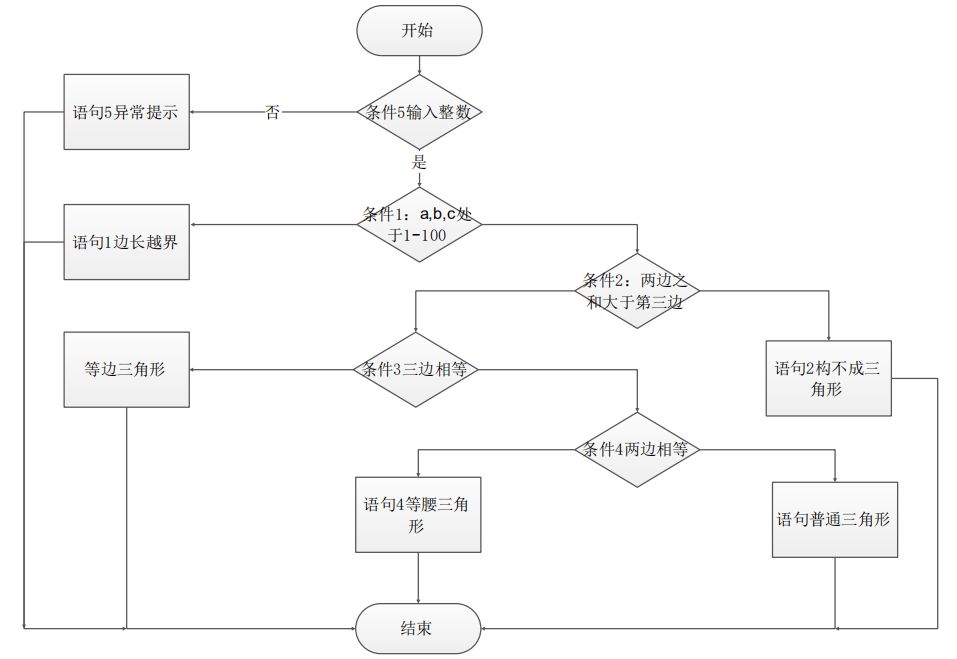 开始
条件5输入整数
否
语句5异常提示
是
条件1：a,b,c处
于1-100
语句1边长越界
条件2：两边之
和大于第三边
条件3三边相等
等边三角形
语句2构不成三
角形
条件4两边相等
语句4等腰三角
形
语句普通三角形
结束